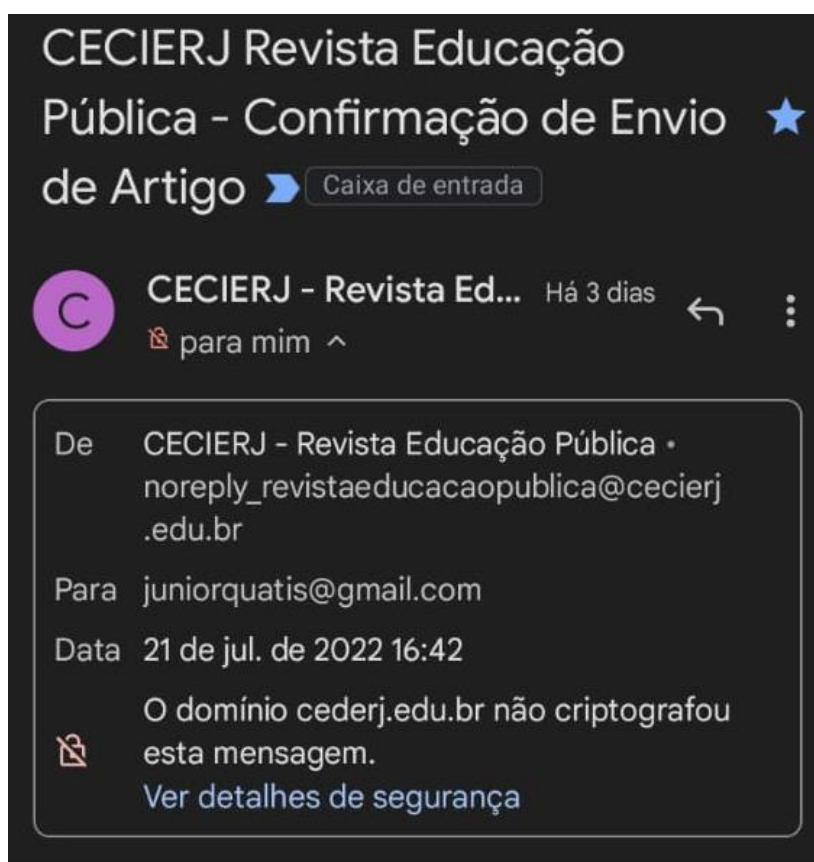 CECIERJ Revista Educação
Pública - Confirmação de Envio
de Artigo Caixa de entrada
C
CECIERJ - Revista Ed... Há 3 dias
para mim
De CECIERJ - Revista Educação Pública •
noreply_revistaeducacaopublica@cecierj
.edu.br
Para juniorquatis@gmail.com
Data 21 de jul. de 2022 16:42
O domínio cederj.edu.br não criptografou
esta mensagem.
Ver detalhes de segurança